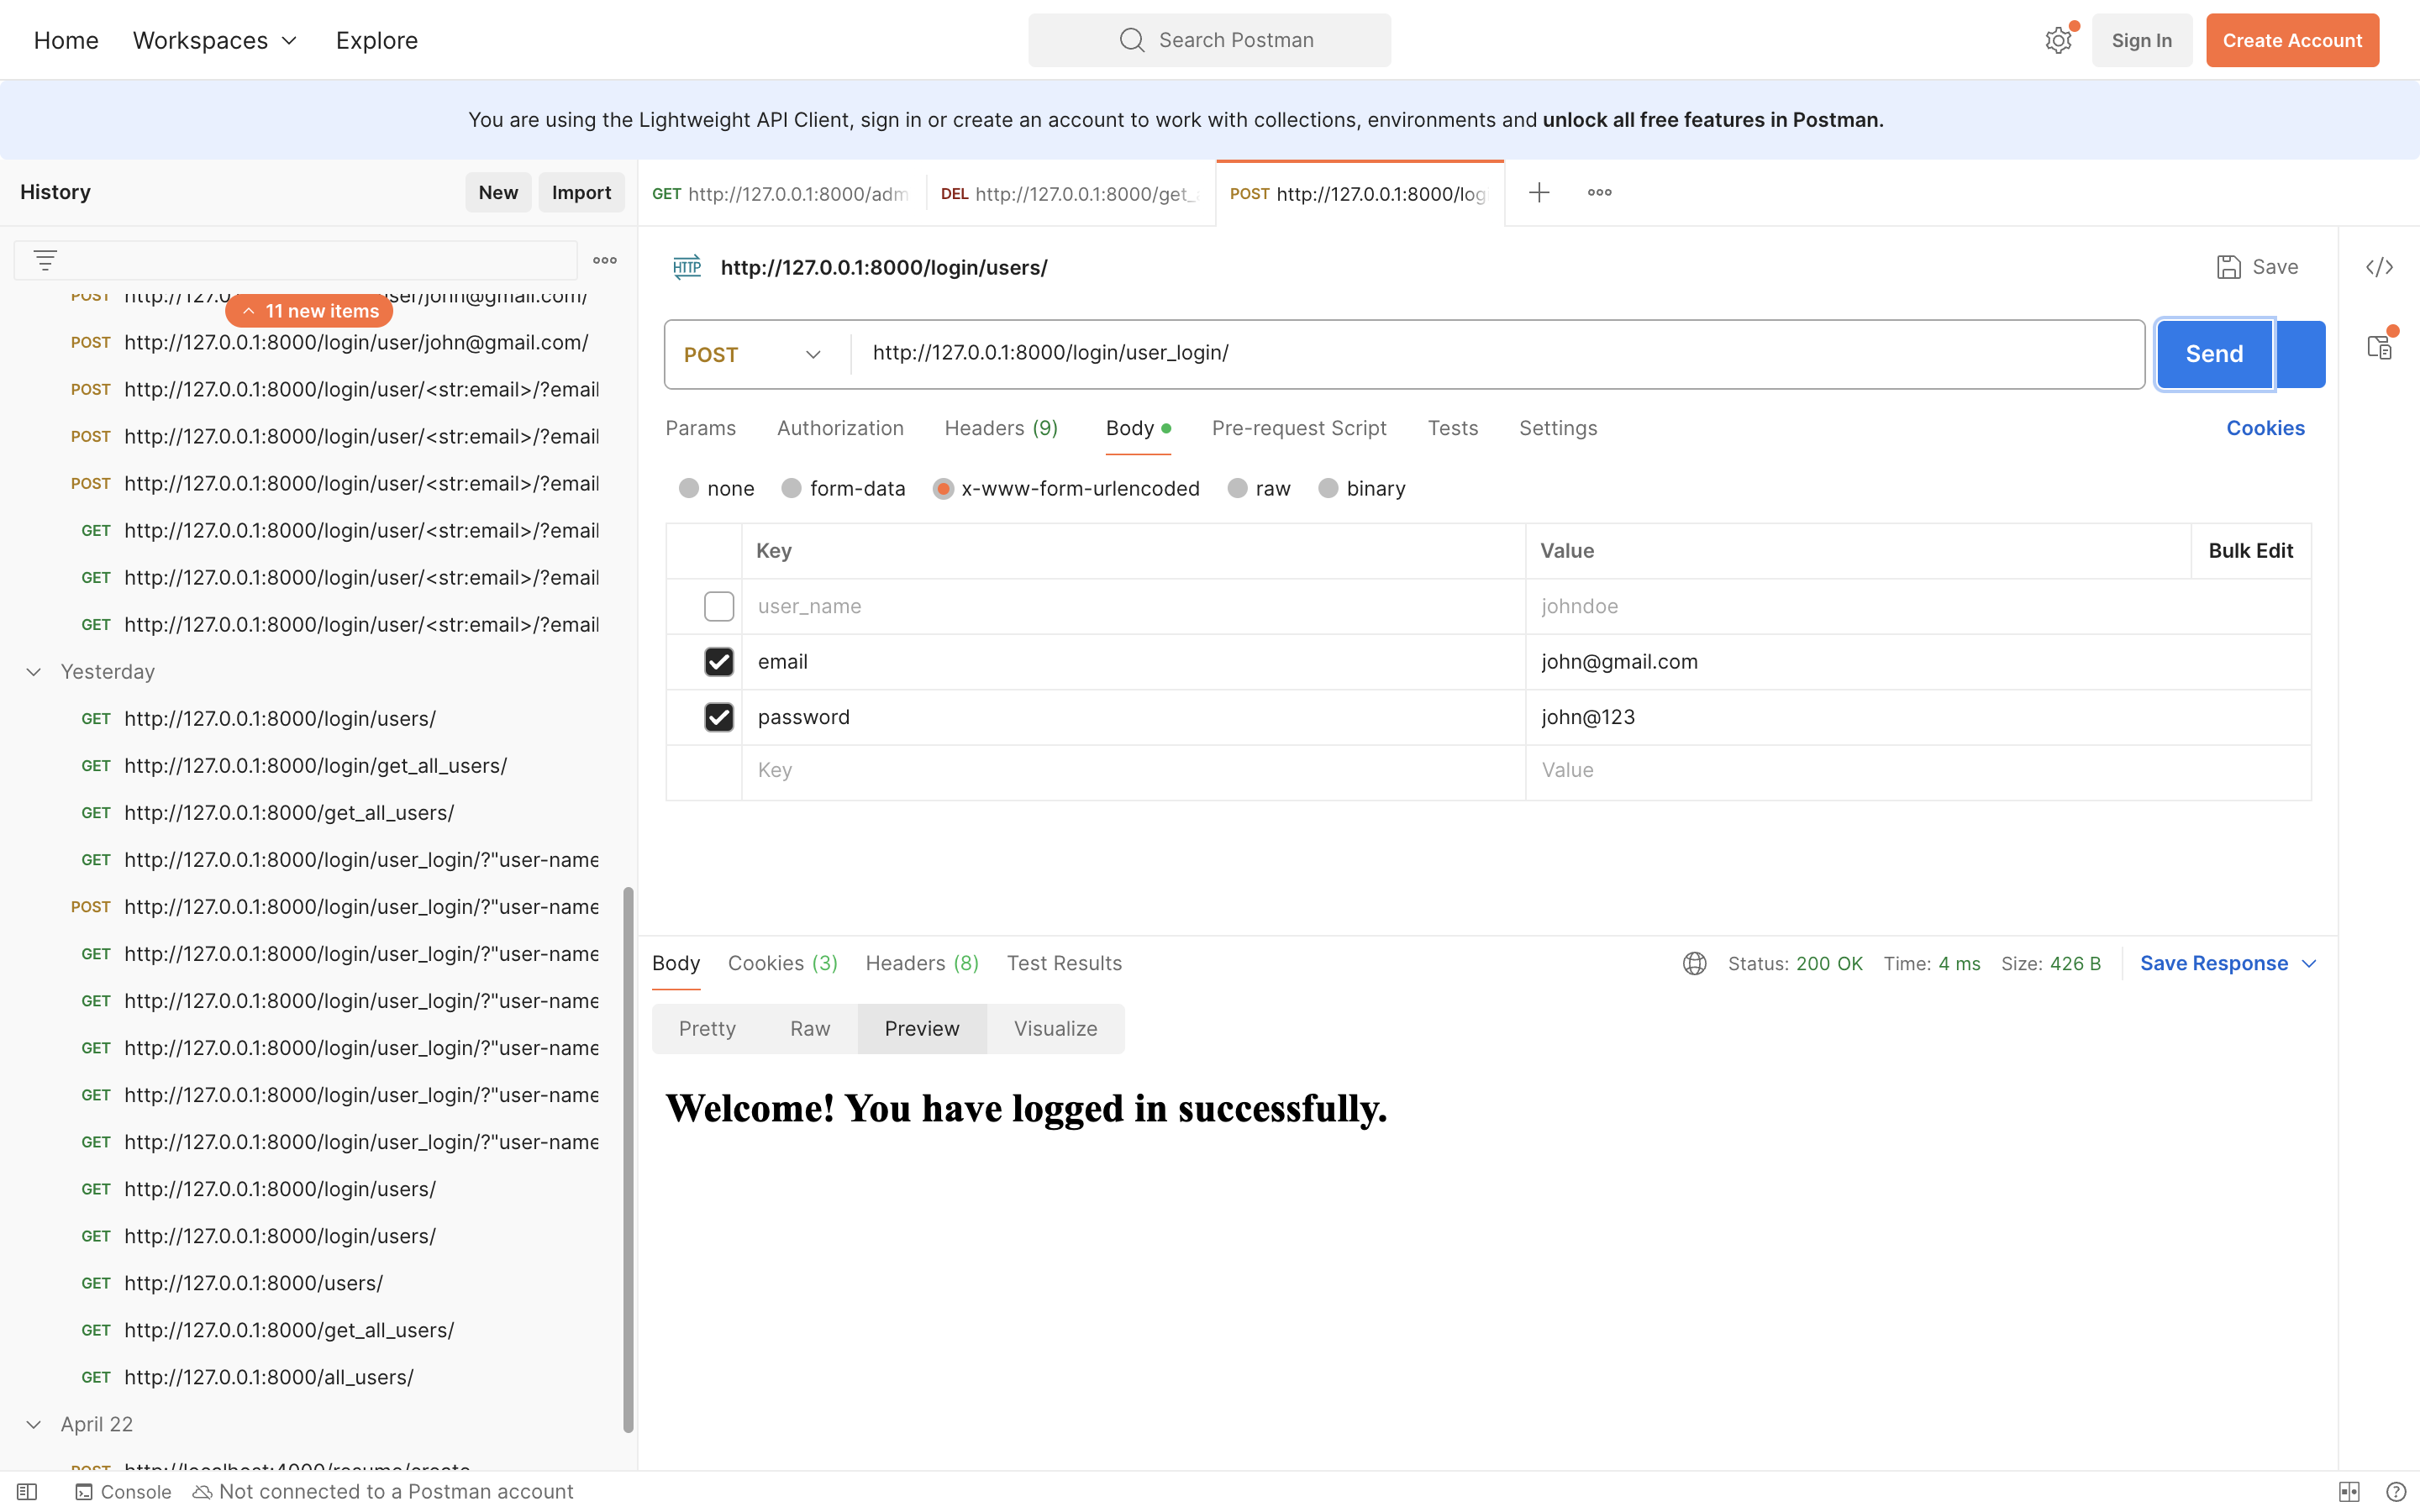 Home Workspaces Explore Search Postman Sign In Create Account
You are using the Lightweight API Client, sign in or create an account to work with collections, environments and unlock all free features in Postman.
History New Import
GET http://127.0.0.1:8000/adm DEL http://127.0.0.1:8000/get_ POST http://127.0.0.1:8000/log
HTTP http://127.0.0.1:8000/login/users/ Save </>
11 new items
POST http://127.0.0.1:8000/login/user/john@gmail.com/
POST http://127.0.0.1:8000/login/user/<str:email>/?email
POST http://127.0.0.1:8000/login/user/<str:email>/?email
POST http://127.0.0.1:8000/login/user/<str:email>/?email
GET http://127.0.0.1:8000/login/user/<str:email>/?email
GET http://127.0.0.1:8000/login/user/<str:email>/?email
GET http://127.0.0.1:8000/login/user/<str:email>/?email
Yesterday
GET http://127.0.0.1:8000/login/users/
GET http://127.0.0.1:8000/login/get_all_users/
GET http://127.0.0.1:8000/get_all_users/
GET http://127.0.0.1:8000/login/user_login/?"user-name
POST http://127.0.0.1:8000/login/user_login/?"user-name
GET http://127.0.0.1:8000/login/user_login/?"user-name
GET http://127.0.0.1:8000/login/user_login/?"user-name
GET http://127.0.0.1:8000/login/user_login/?"user-name
GET http://127.0.0.1:8000/login/user_login/?"user-name
GET http://127.0.0.1:8000/login/user_login/?"user-name
GET http://127.0.0.1:8000/login/users/
GET http://127.0.0.1:8000/login/users/
GET http://127.0.0.1:8000/users/
GET http://127.0.0.1:8000/get_all_users/
GET http://127.0.0.1:8000/all_users/
April 22
POST http://localhost:4000/resume/create
POST http://127.0.0.1:8000/login/user_login/ Send
Params Authorization Headers (9) Body Pre-request Script Tests Settings Cookies
none form-data x-www-form-urlencoded raw binary
Key Value Bulk Edit
user_name johndoe
email john@gmail.com
password john@123
Key Value
Body Cookies (3) Headers (8) Test Results Status: 200 OK Time: 4 ms Size: 426 B Save Response
Pretty Raw Preview Visualize
Welcome! You have logged in successfully.
Console Not connected to a Postman account